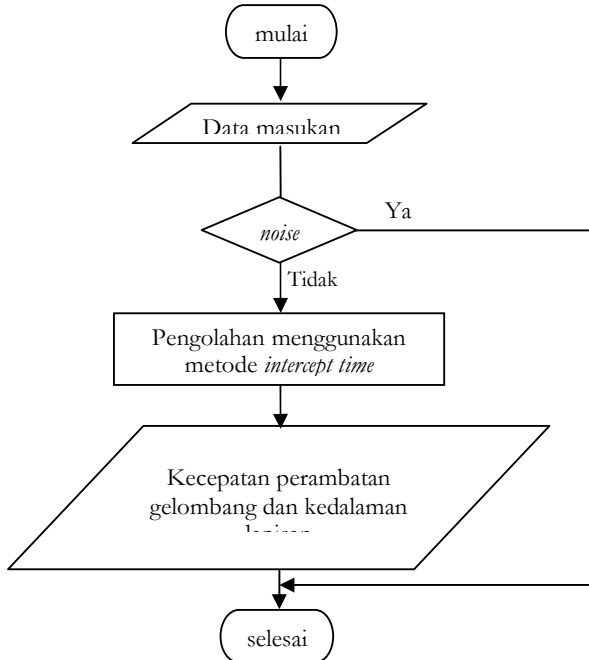 mulai
Data masukan
noise
Ya
Tidak
Pengolahan menggunakan
metode intercept time
Kecepatan perambatan
gelombang dan kedalaman
selesai